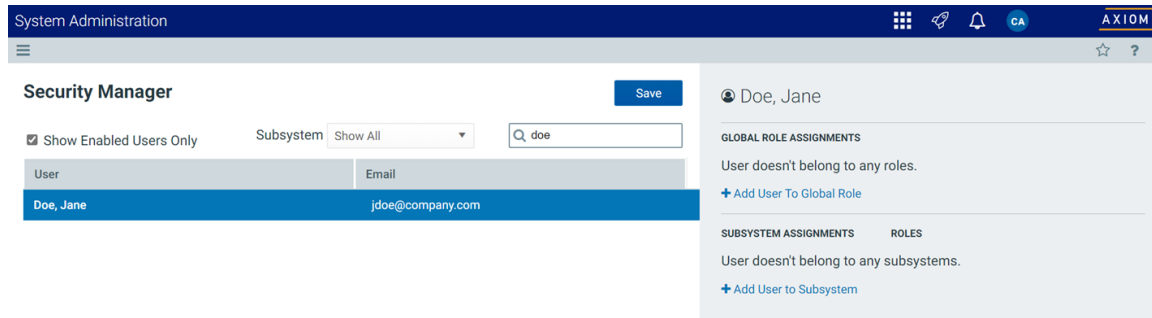 System Administration
CA
AXIOM
?
Security Manager
Save
Show Enabled Users Only
Subsystem
Show All
doe
User
Email
Doe, Jane
jdoe@company.com
Doe, Jane
GLOBAL ROLE ASSIGNMENTS
User doesn't belong to any roles.
+ Add User To Global Role
SUBSYSTEM ASSIGNMENTS
ROLES
User doesn't belong to any subsystems.
+ Add User to Subsystem